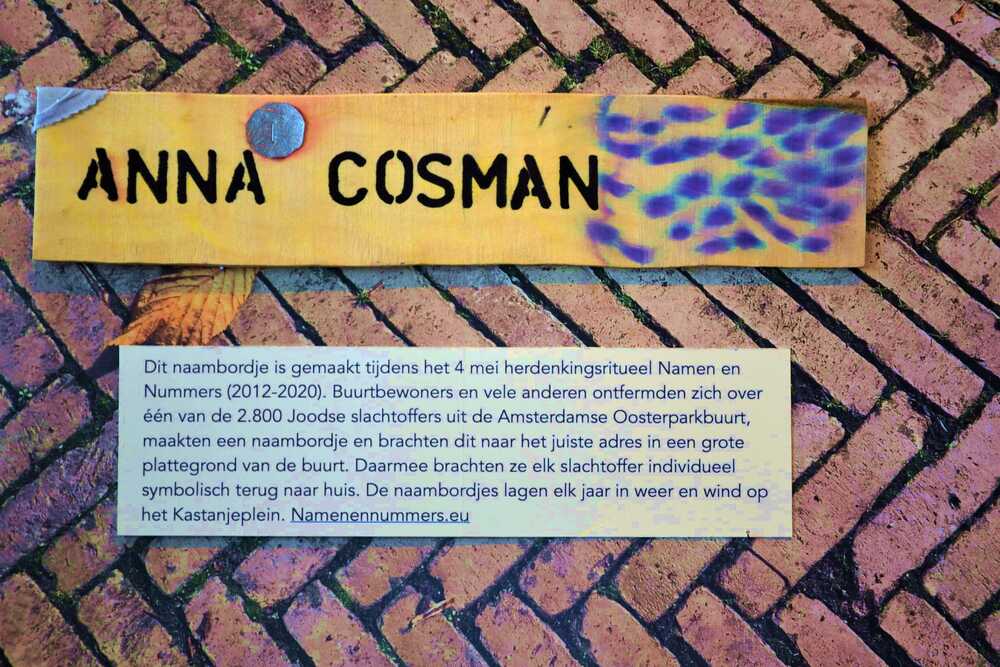 ANNA COSMAN
Dit naambordje is gemaakt tijdens het 4 mei herdenkingsritueel Namen en
Nummers (2012-2020). Buurtbewoners en vele anderen ontfermden zich over
één van de 2.800 Joodse slachtoffers uit de Amsterdamse Oosterparkbuurt,
maakten een naambordje en brachten dit naar het juiste adres in een grote
plattegrond van de buurt. Daarmee brachten ze elk slachtoffer individueel
symbolisch terug naar huis. De naambordjes lagen elk jaar in weer en wind op
het Kastanjeplein. Namenennummers.eu